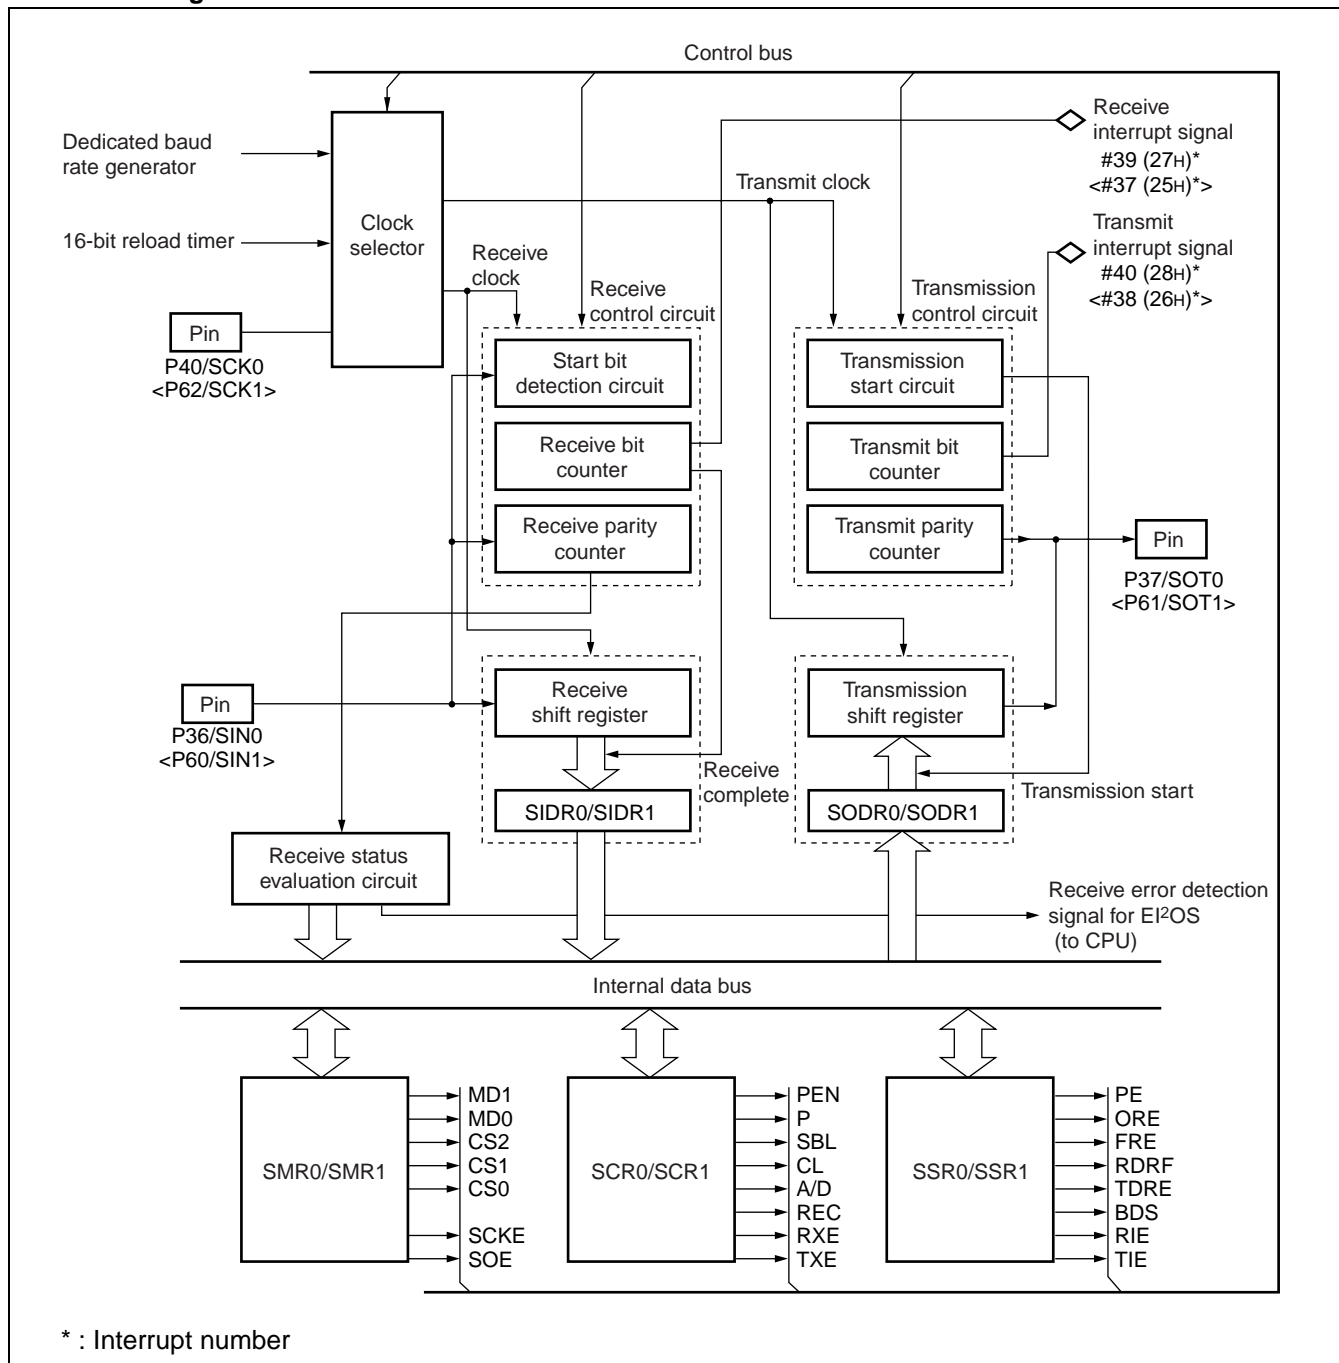 Control bus
Dedicated baud
rate generator
16-bit reload timer
Clock
selector
Pin
P40/SCK0
<P62/SCK1>
Transmit clock
Receive
clock
Receive
control circuit
Transmission
control circuit
Receive
interrupt signal
#39 (27H)*
<#37 (25H)*>
Transmit
interrupt signal
#40 (28H)*
<#38 (26H)*>
Start bit
detection circuit
Receive bit
counter
Receive parity
counter
Transmission
start circuit
Transmit bit
counter
Transmit parity
counter
Pin
P37/SOT0
<P61/SOT1>
Pin
P36/SIN0
<P60/SIN1>
Receive
shift register
Receive
complete
SIDR0/SIDR1
Transmission
shift register
Transmission start
SODR0/SODR1
Receive status
evaluation circuit
Receive error detection
signal for EI²OS
(to CPU)
Internal data bus
SMR0/SMR1
MD1
MD0
CS2
CS1
CS0
SCKE
SOE
SCR0/SCR1
PEN
P
SBL
CL
A/D
REC
RXE
TXE
SSR0/SSR1
PE
ORE
FRE
RDRF
TDRE
BDS
RIE
TIE
* : Interrupt number